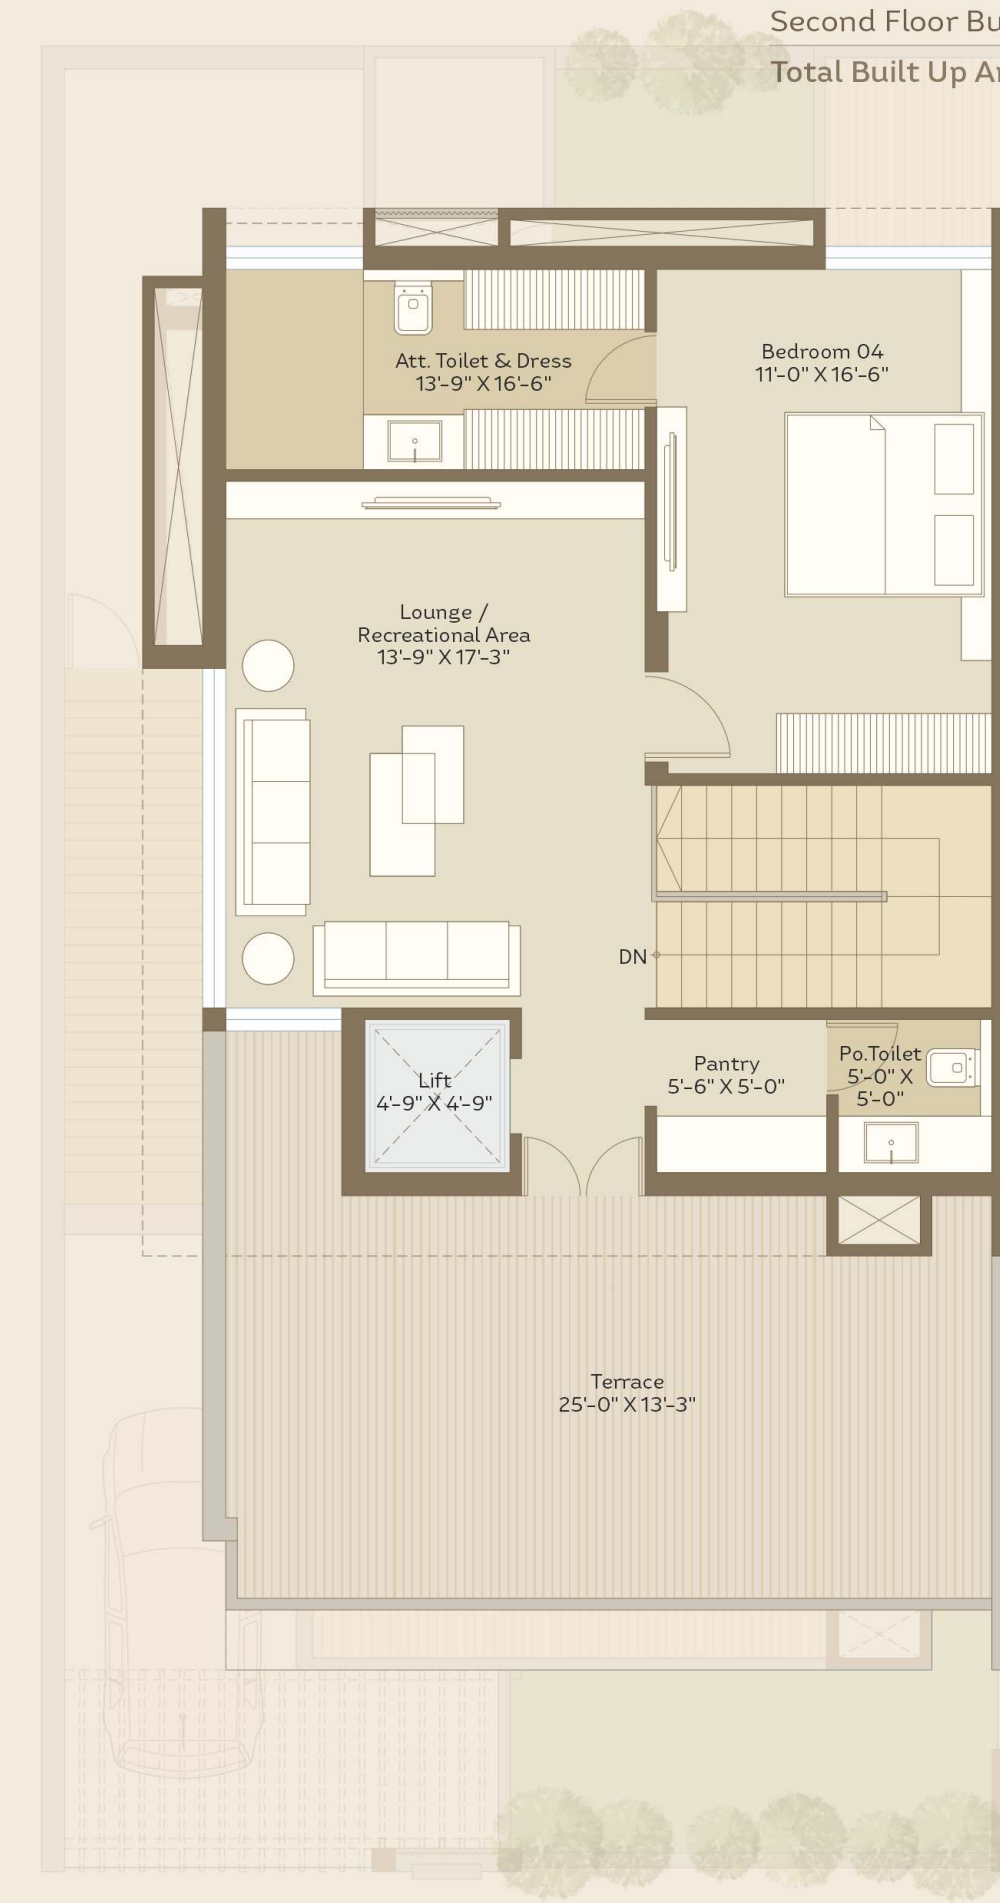 Second Floor Bu
Total Built Up Ar
Att. Toilet & Dress
13'-9" X 16'-6"
Bedroom 04
11'-0" X 16'-6"
Lounge /
Recreational Area
13'-9" X 17'-3"
DN
Lift
4'-9" X 4'-9"
Pantry
5'-6" X 5'-0"
Po.Toilet
5'-0" X
5'-0"
Terrace
25'-0" X 13'-3"